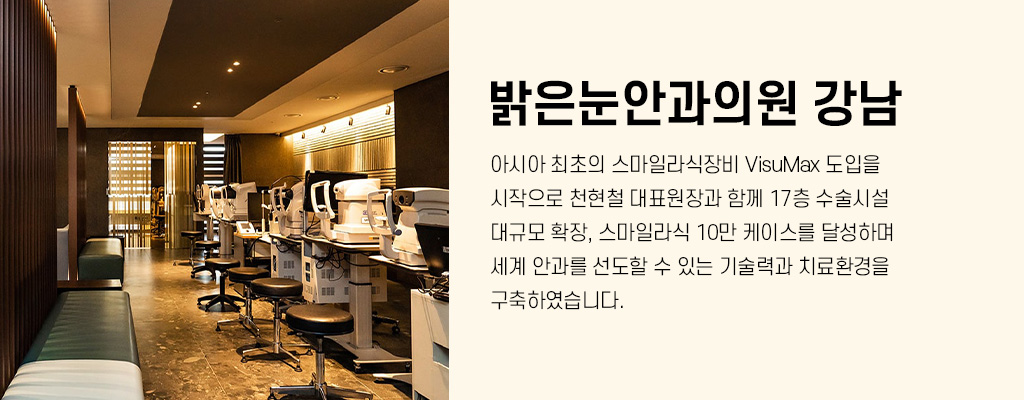 밝은눈안과의원 강남
아시아 최초의 스마일라식장비 VisuMax 도입을
시작으로 천현철 대표원장과 함께 17층 수술시설
대규모 확장, 스마일라식 10만 케이스를 달성하며
세계 안과를 선도할 수 있는 기술력과 치료환경을
구축하였습니다.